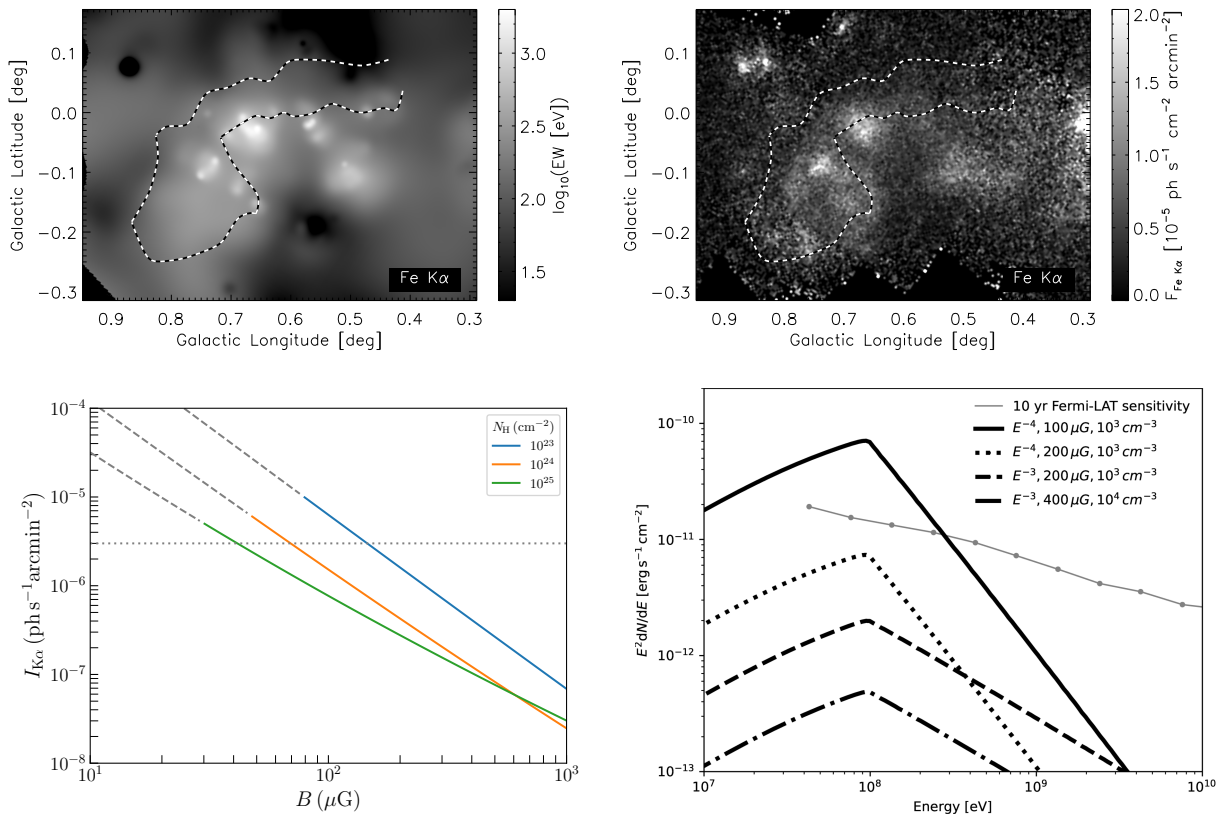 0.1
0.0
−0.1
−0.2
−0.3
Galactic Latitude [deg]
0.9 0.8 0.7 0.6 0.5 0.4 0.3
Galactic Longitude [deg]
Fe Kα
3.0
2.5
2.0
1.5
log₁₀(EW [eV])
0.1
0.0
−0.1
−0.2
−0.3
Galactic Latitude [deg]
0.9 0.8 0.7 0.6 0.5 0.4 0.3
Galactic Longitude [deg]
Fe Kα
2.0
1.5
1.0
0.5
0.0
F_Fe Kα [10⁻⁵ ph s⁻¹ cm⁻² arcmin⁻²]
10⁻⁴
10⁻⁵
10⁻⁶
10⁻⁷
10⁻⁸
I_Kα (ph s⁻¹ arcmin⁻²)
N_H (cm⁻²)
10²³
10²⁴
10²⁵
10¹ 10² 10³
B (μG)
10⁻¹⁰
10⁻¹¹
10⁻¹²
10⁻¹³
E²dN/dE [erg s⁻¹ cm⁻²]
10 yr Fermi-LAT sensitivity
E⁻⁴, 100 μG, 10³ cm⁻³
E⁻⁴, 200 μG, 10³ cm⁻³
E⁻³, 200 μG, 10³ cm⁻³
E⁻³, 400 μG, 10⁴ cm⁻³
10⁷ 10⁸ 10⁹ 10¹⁰
Energy [eV]